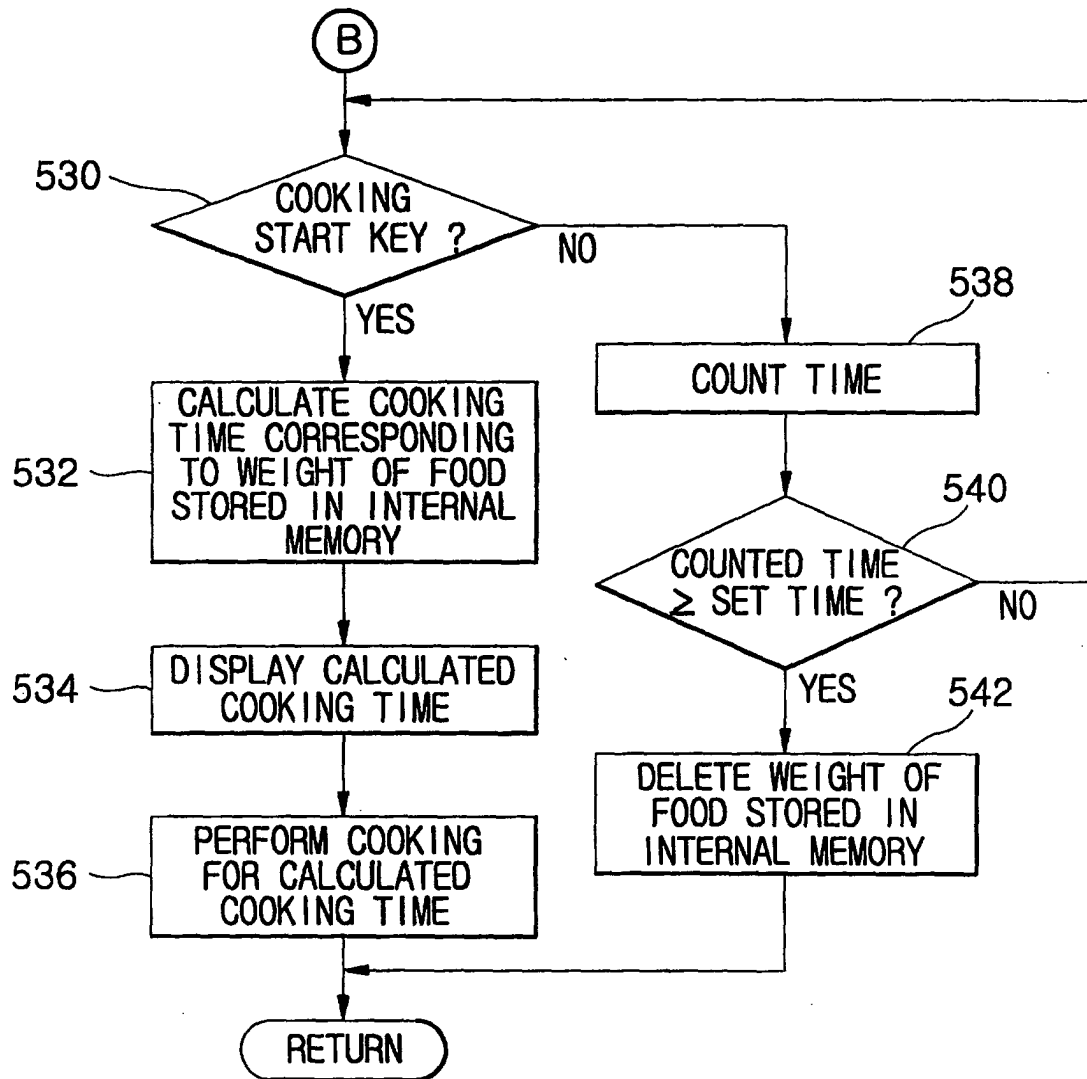 B
530
COOKING
START KEY ?
NO
YES
538
COUNT TIME
532
CALCULATE COOKING
TIME CORRESPONDING
TO WEIGHT OF FOOD
STORED IN INTERNAL
MEMORY
540
COUNTED TIME
≥ SET TIME ?
NO
YES
534
DISPLAY CALCULATED
COOKING TIME
542
DELETE WEIGHT OF
FOOD STORED IN
INTERNAL MEMORY
536
PERFORM COOKING
FOR CALCULATED
COOKING TIME
RETURN